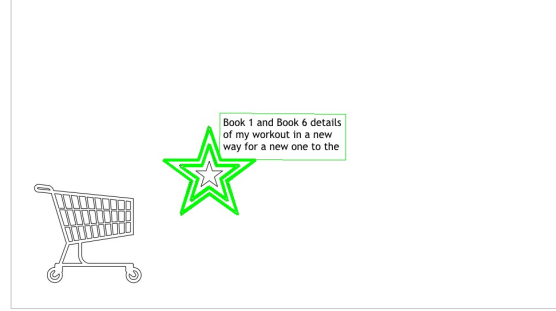 Book 1 and Book 6 details
of my workout in a new
way for a new one to the